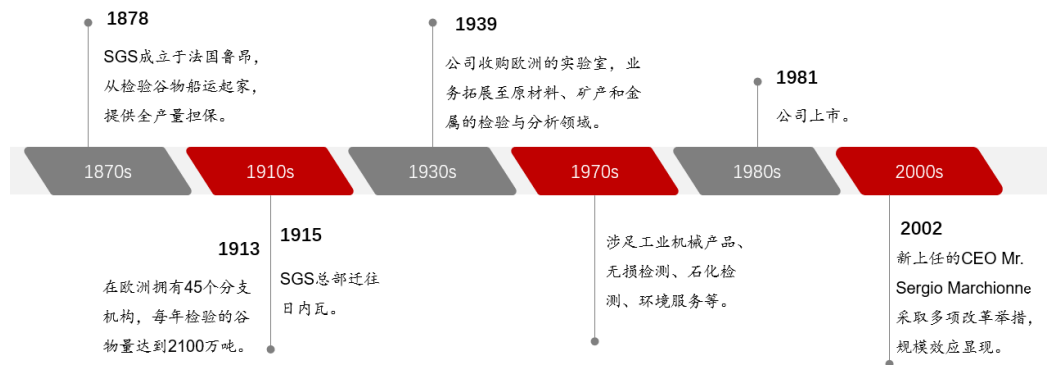 1878
SGS成立于法国鲁昂，
从检验谷物船运起家，
提供全产量担保。
1939
公司收购欧洲的实验室，业
务拓展至原材料、矿产和金
属的检验与分析领域。
1981
公司上市。
1870s
1910s
1930s
1970s
1980s
2000s
1913
在欧洲拥有45个分支
机构，每年检验的谷
物量达到2100万吨。
1915
SGS总部迁往
日内瓦。
涉足工业机械产品、
无损检测、石化检
测、环境服务等。
2002
新上任的CEO Mr.
Sergio Marchionne
采取多项改革举措，
规模效应显现。